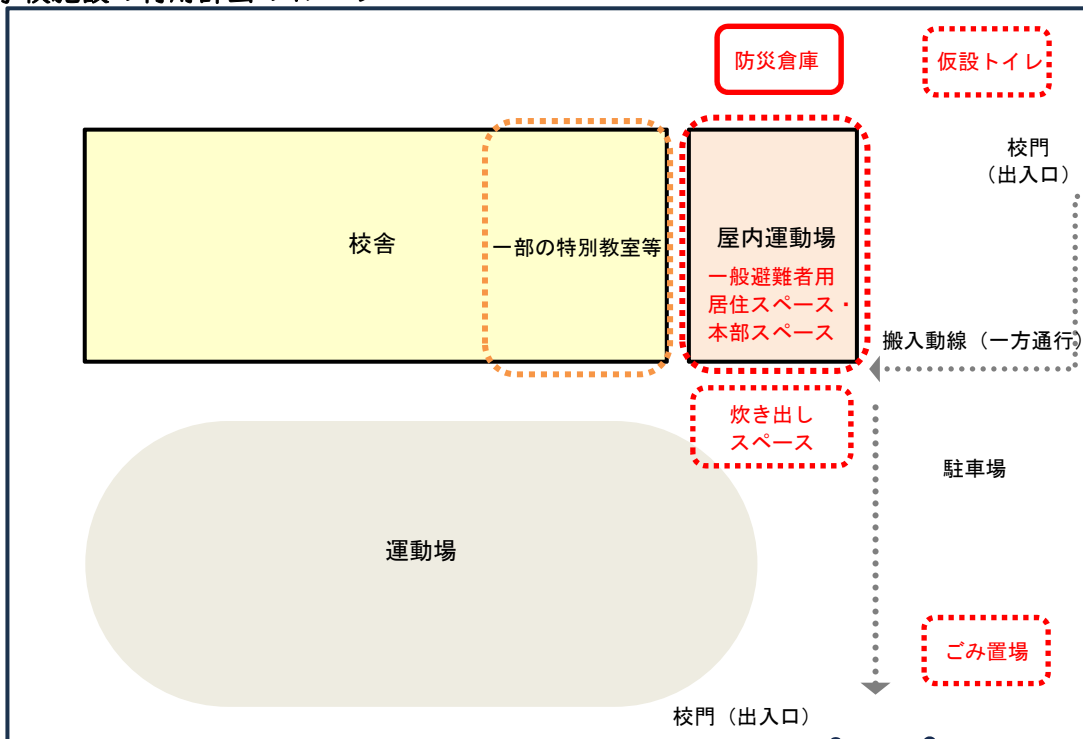 防災倉庫
仮設トイレ
校門
（出入口）
校舎
一部の特別教室等
屋内運動場
一般避難者用
居住スペース・
本部スペース
搬入動線（一方通行）
炊き出し
スペース
駐車場
運動場
ごみ置場
校門（出入口）